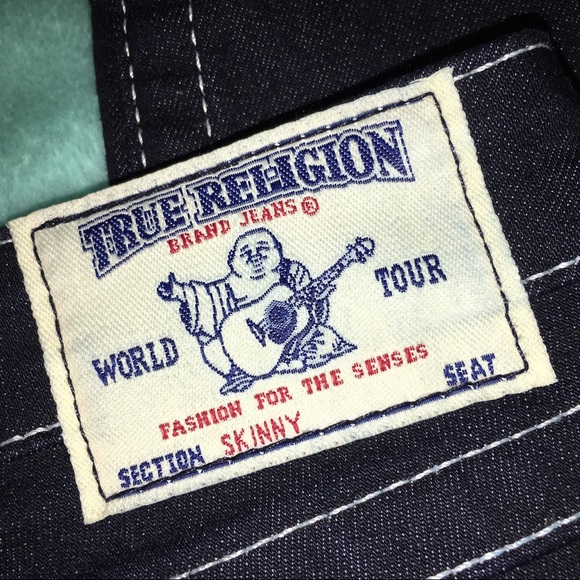 TRUE RELIGION
BRAND JEANS®
WORLD TOUR
FASHION FOR THE SENSES
SECTION SKINNY SEAT